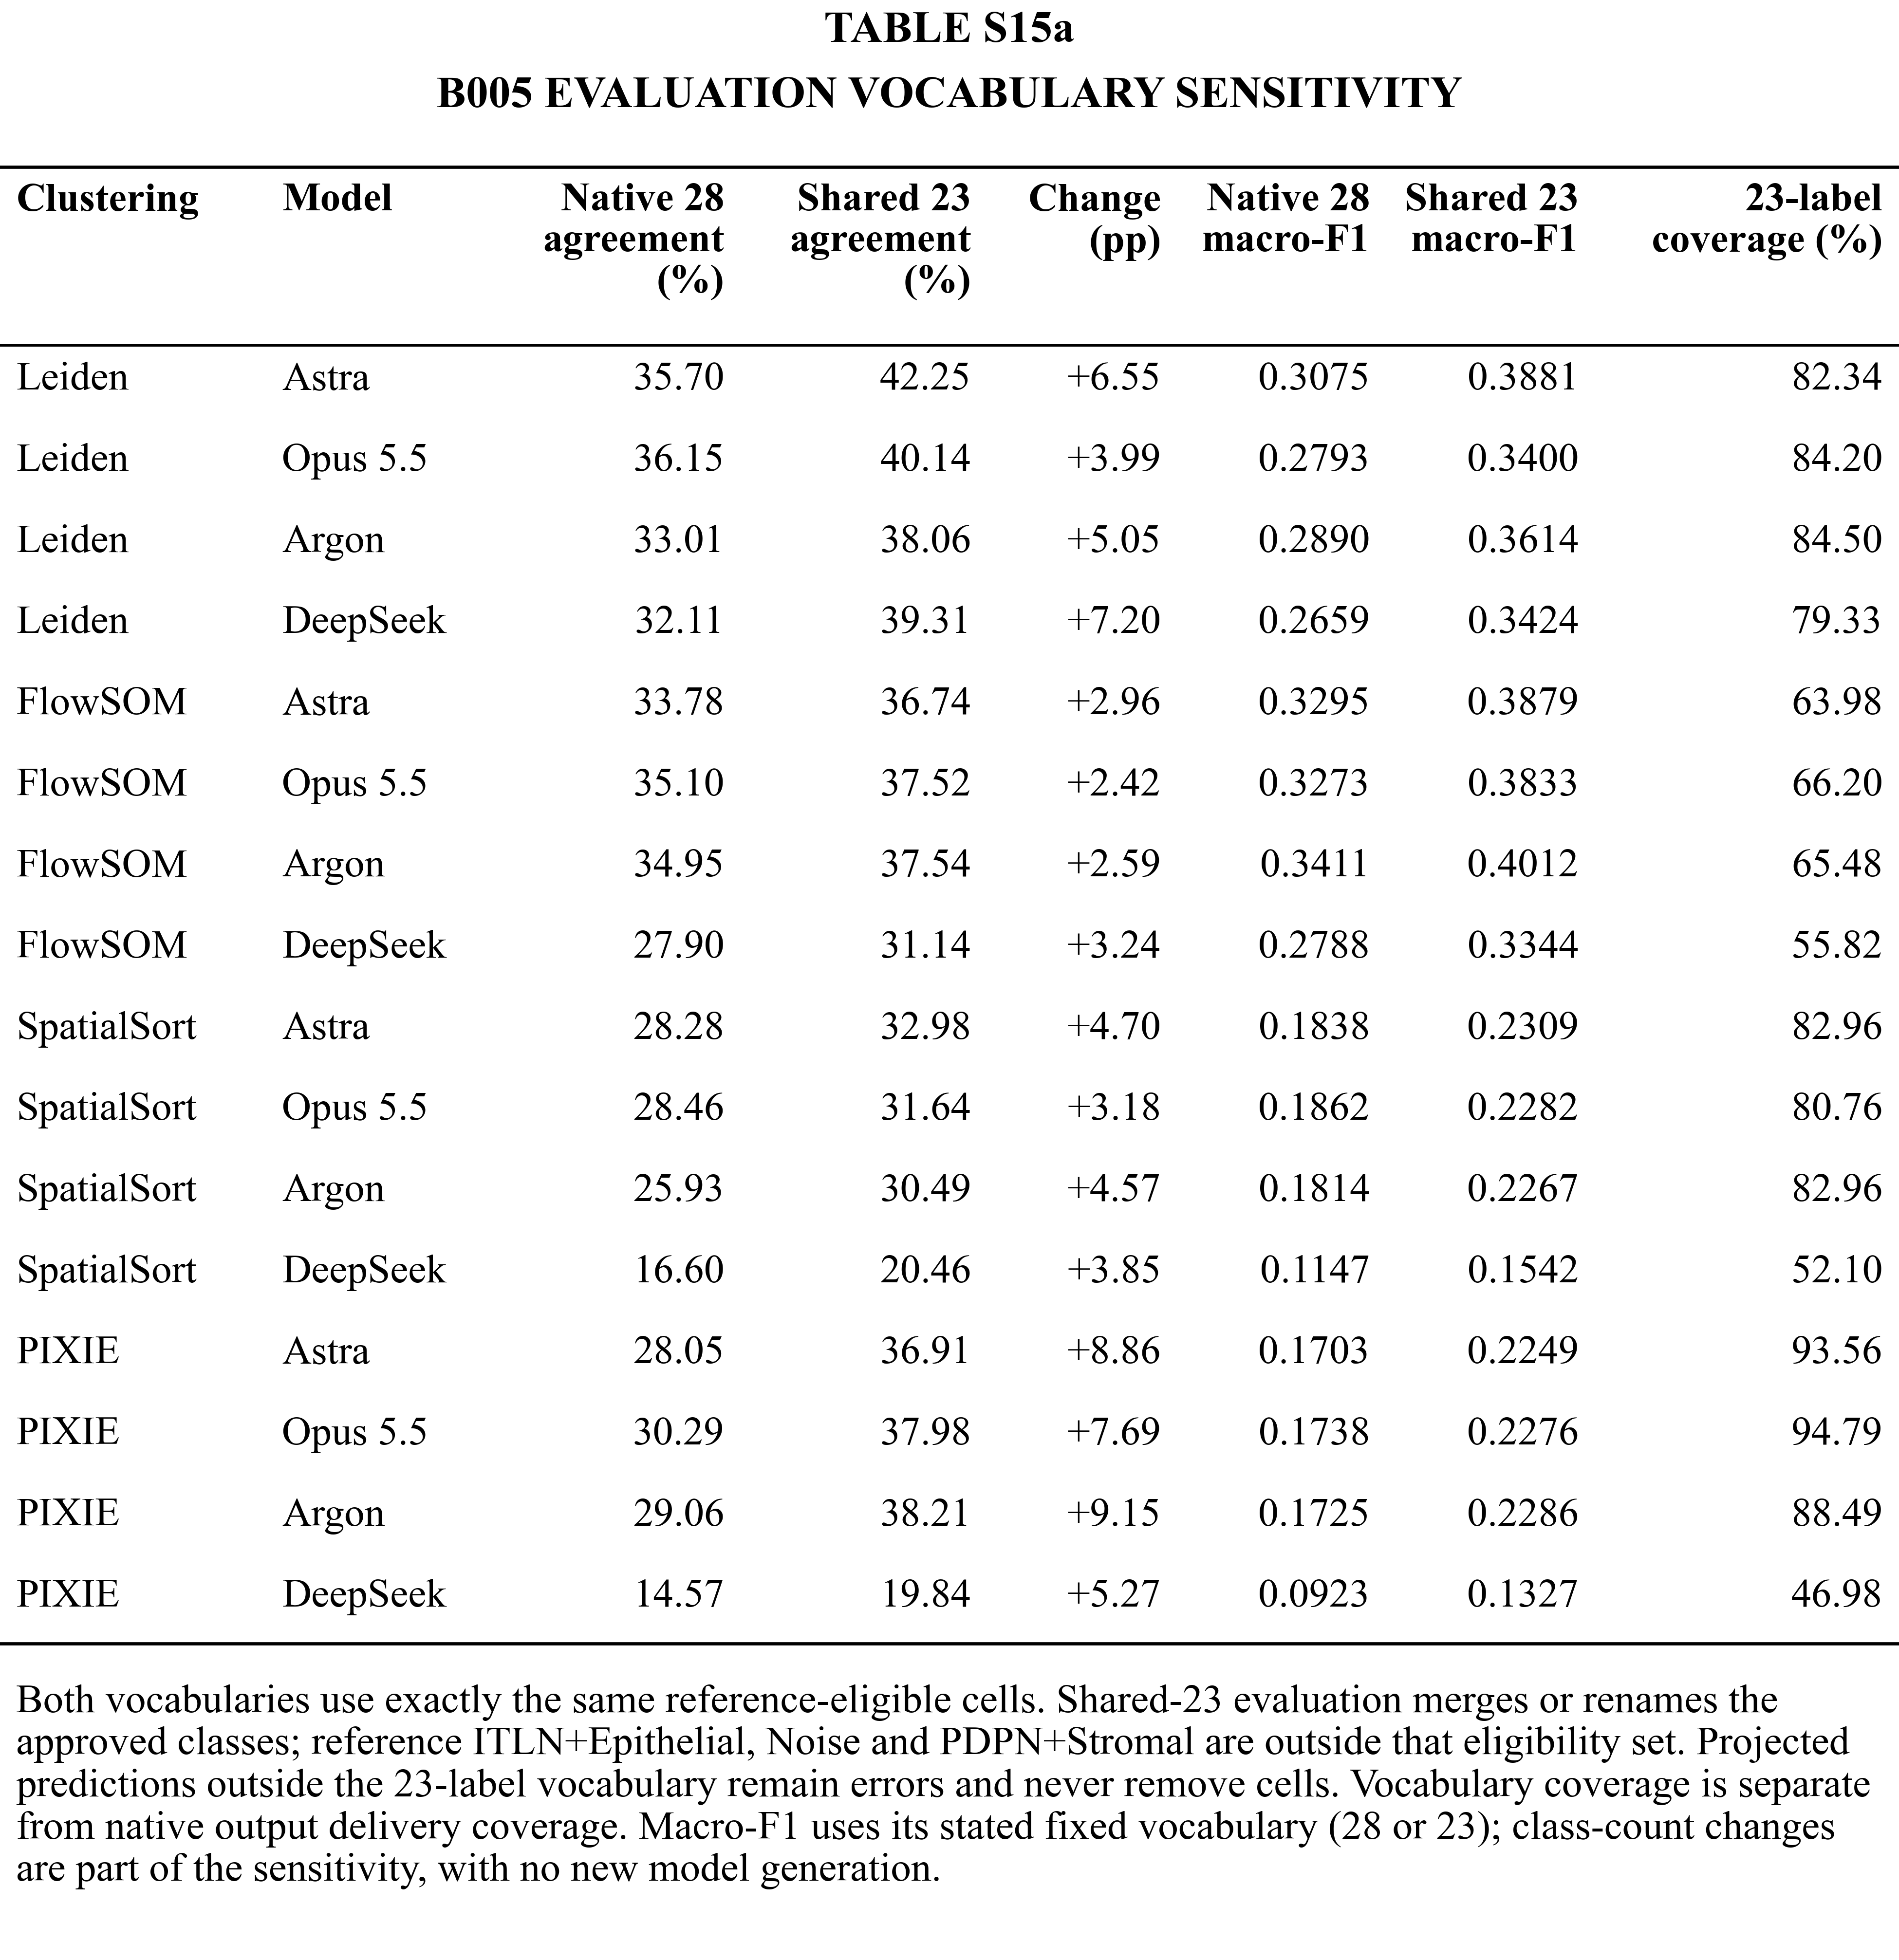 TABLE S15a
B005 EVALUATION VOCABULARY SENSITIVITY
Clustering Model Native 28 agreement (%) Shared 23 agreement (%) Change (pp) Native 28 macro-F1 Shared 23 macro-F1 23-label coverage (%)
Leiden Astra 35.70 42.25 +6.55 0.3075 0.3881 82.34
Leiden Opus 5.5 36.15 40.14 +3.99 0.2793 0.3400 84.20
Leiden Argon 33.01 38.06 +5.05 0.2890 0.3614 84.50
Leiden DeepSeek 32.11 39.31 +7.20 0.2659 0.3424 79.33
FlowSOM Astra 33.78 36.74 +2.96 0.3295 0.3879 63.98
FlowSOM Opus 5.5 35.10 37.52 +2.42 0.3273 0.3833 66.20
FlowSOM Argon 34.95 37.54 +2.59 0.3411 0.4012 65.48
FlowSOM DeepSeek 27.90 31.14 +3.24 0.2788 0.3344 55.82
SpatialSort Astra 28.28 32.98 +4.70 0.1838 0.2309 82.96
SpatialSort Opus 5.5 28.46 31.64 +3.18 0.1862 0.2282 80.76
SpatialSort Argon 25.93 30.49 +4.57 0.1814 0.2267 82.96
SpatialSort DeepSeek 16.60 20.46 +3.85 0.1147 0.1542 52.10
PIXIE Astra 28.05 36.91 +8.86 0.1703 0.2249 93.56
PIXIE Opus 5.5 30.29 37.98 +7.69 0.1738 0.2276 94.79
PIXIE Argon 29.06 38.21 +9.15 0.1725 0.2286 88.49
PIXIE DeepSeek 14.57 19.84 +5.27 0.0923 0.1327 46.98
Both vocabularies use exactly the same reference-eligible cells. Shared-23 evaluation merges or renames the
approved classes; reference ITLN+Epithelial, Noise and PDPN+Stromal are outside that eligibility set. Projected
predictions outside the 23-label vocabulary remain errors and never remove cells. Vocabulary coverage is separate
from native output delivery coverage. Macro-F1 uses its stated fixed vocabulary (28 or 23); class-count changes
are part of the sensitivity, with no new model generation.